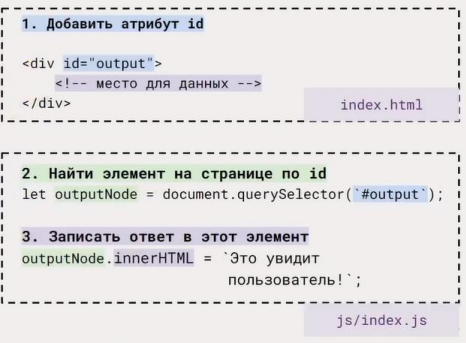 1. Добавить атрибут id
<div id="output">
<!-- место для данных -->
</div>
index.html
2. Найти элемент на странице по id
let outputNode = document.querySelector(`#output`);
3. Записать ответ в этот элемент
outputNode.innerHTML = `Это увидит
пользователь!`;
js/index.js